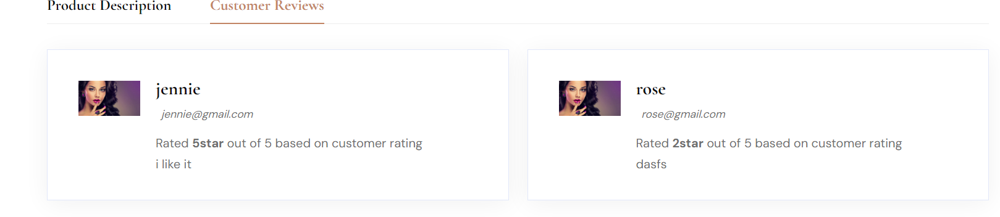 Product Description
Customer Reviews
jennie
jennie@gmail.com
Rated 5star out of 5 based on customer rating
i like it
rose
rose@gmail.com
Rated 2star out of 5 based on customer rating
dasfs